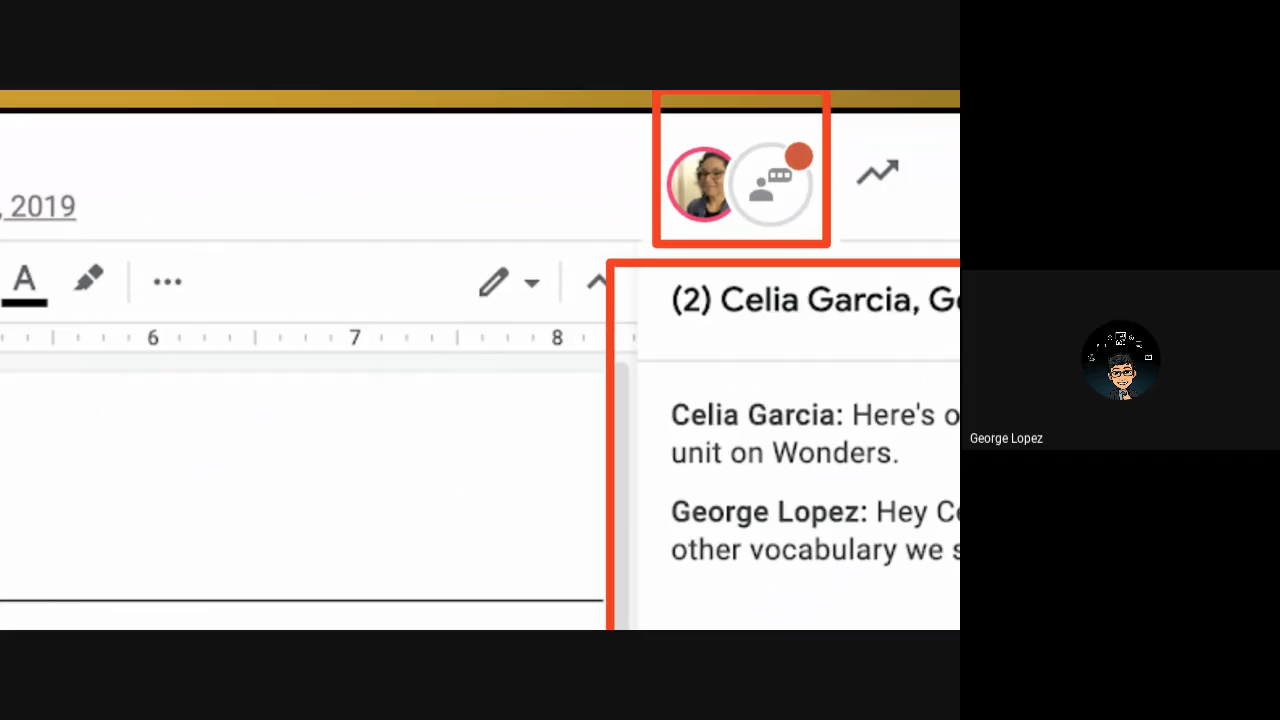 , 2019
A
6 7 8
(2) Celia Garcia, G
Celia Garcia: Here's o
unit on Wonders.
George Lopez: Hey C
other vocabulary we s
George Lopez